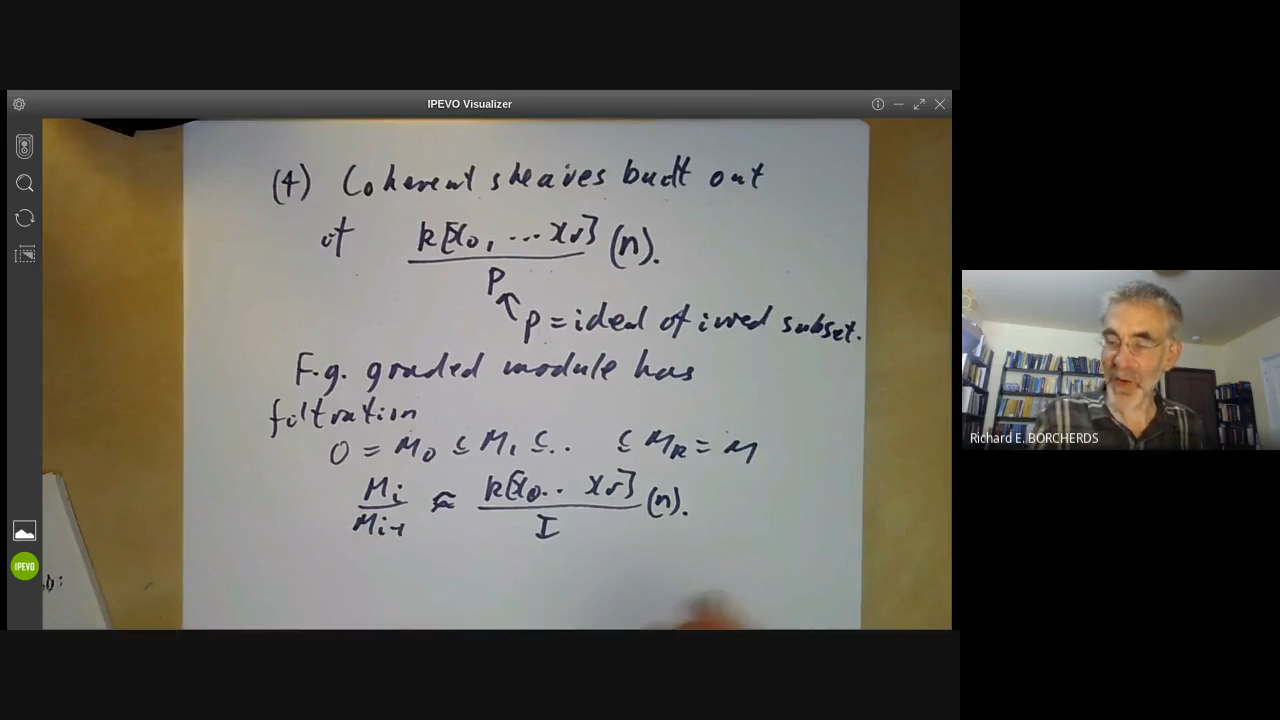 IPEVO Visualizer
(4) Coherent sheaves built out
of k[x₀, ... xᵣ] / P (n).
P = ideal of irred subset.
F.g. graded module has
filtration
0 = M₀ ⊆ M₁ ⊆ .. ⊆ M_R = M
Mᵢ / Mᵢ₋₁ ≅ k[x₀.. xᵣ] / I (n).
IPEVO
Richard E. BORCHERDS